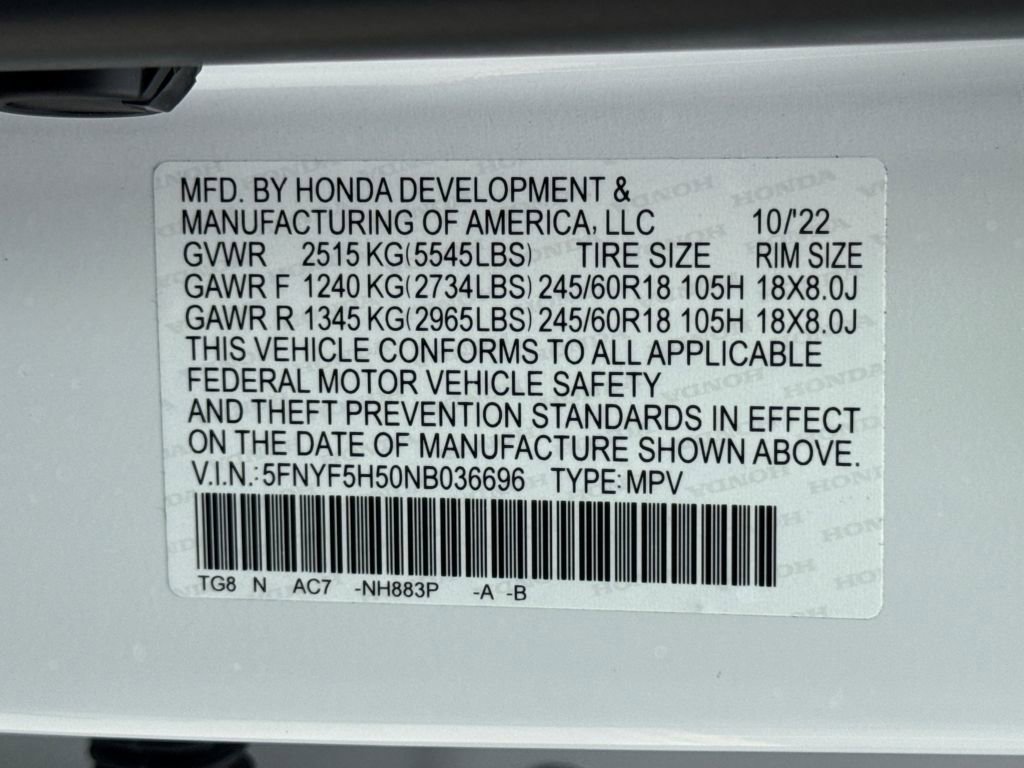 MFD. BY HONDA DEVELOPMENT &
MANUFACTURING OF AMERICA, LLC 10/'22
GVWR 2515 KG(5545LBS) TIRE SIZE RIM SIZE
GAWR F 1240 KG(2734LBS) 245/60R18 105H 18X8.0J
GAWR R 1345 KG(2965LBS) 245/60R18 105H 18X8.0J
THIS VEHICLE CONFORMS TO ALL APPLICABLE
FEDERAL MOTOR VEHICLE SAFETY
AND THEFT PREVENTION STANDARDS IN EFFECT
ON THE DATE OF MANUFACTURE SHOWN ABOVE.
V.I.N.: 5FNYF5H50NB036696 TYPE: MPV
TG8 N AC7 -NH883P -A -B